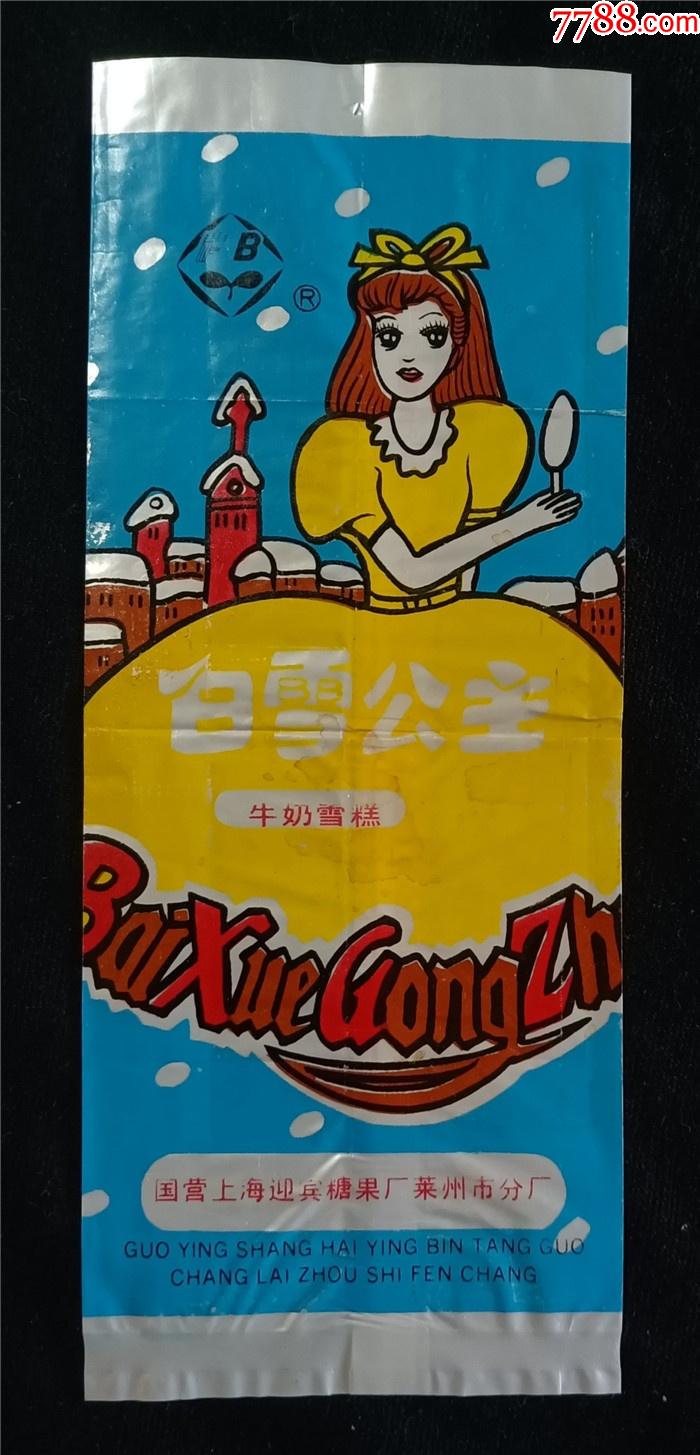 7788.com
B
®
白雪公主
牛奶雪糕
BaiXueGongZh
国营上海迎宾糖果厂莱州市分厂
GUO YING SHANG HAI YING BIN TANG GUO
CHANG LAI ZHOU SHI FEN CHANG